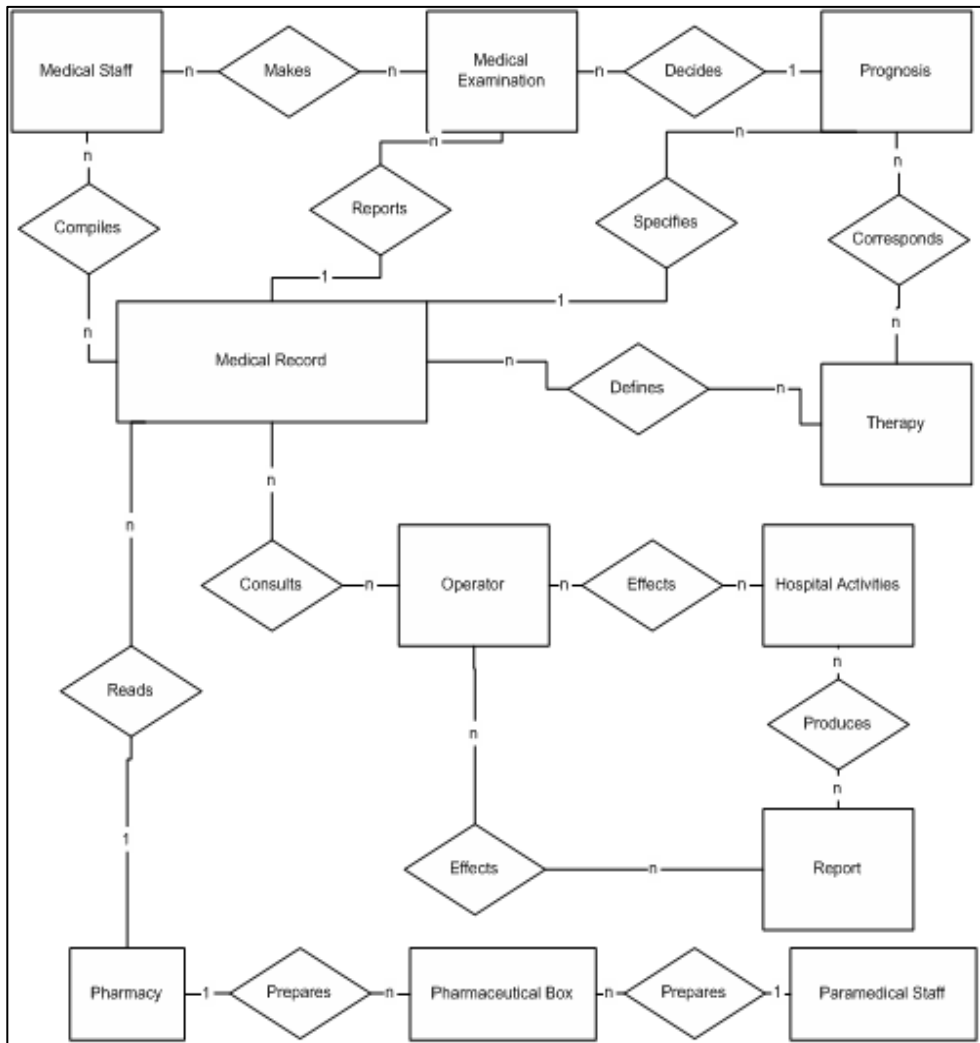 Medical Staff
n
Makes
n
Medical
Examination
n
Decides
1
Prognosis
n
n
n
Compiles
Reports
Specifies
Corresponds
1
1
n
n
Medical Record
n
Defines
n
Therapy
n
n
Consults
n
Operator
n
Effects
n
Hospital Activities
n
Reads
Produces
n
n
1
Effects
n
Report
Pharmacy
1
Prepares
n
Pharmaceutical Box
n
Prepares
1
Paramedical Staff